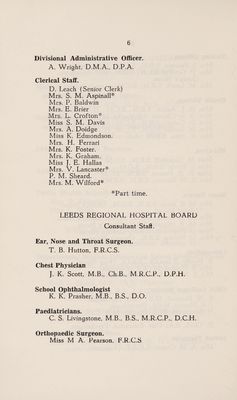 6
Divisional Administrative Officer.
A. Wright, D.M.A., D.P.A.
Clerical Staff.
D. Leach (Senior Clerk)
Mrs. S. M. Aspinall*
Mrs. P. Baldwin
Mrs. E. Brier
Mrs. L. Crofton*
Miss S. M. Davis
Mrs. A. Doidge
Miss K. Edmondson.
Mrs. H. Ferrari
Mrs. K. Foster.
Mrs. K. Graham.
Miss J. E. Hallas
Mrs. V. Lancaster*
P. M. Sheard.
Mrs. M. Wilford*
*Part time.
LEEDS REGIONAL HOSPITAL BOARD
Consultant Staff.
Ear, Nose and Throat Surgeon.
T. B. Hutton, F.R.C.S.
Chest Physician
J. K. Scott, M.B., Ch.B., M.R.C.P., D.P.H.
School Ophthalmologist
K. K. Prasher, M.B., B.S., D.O.
Paediatricians.
C. S. Livingstone, M.B., B.S., M.R.C.P., D.C.H.
Orthopaedic Surgeon.
Miss M A. Pearson, F.R.C.S